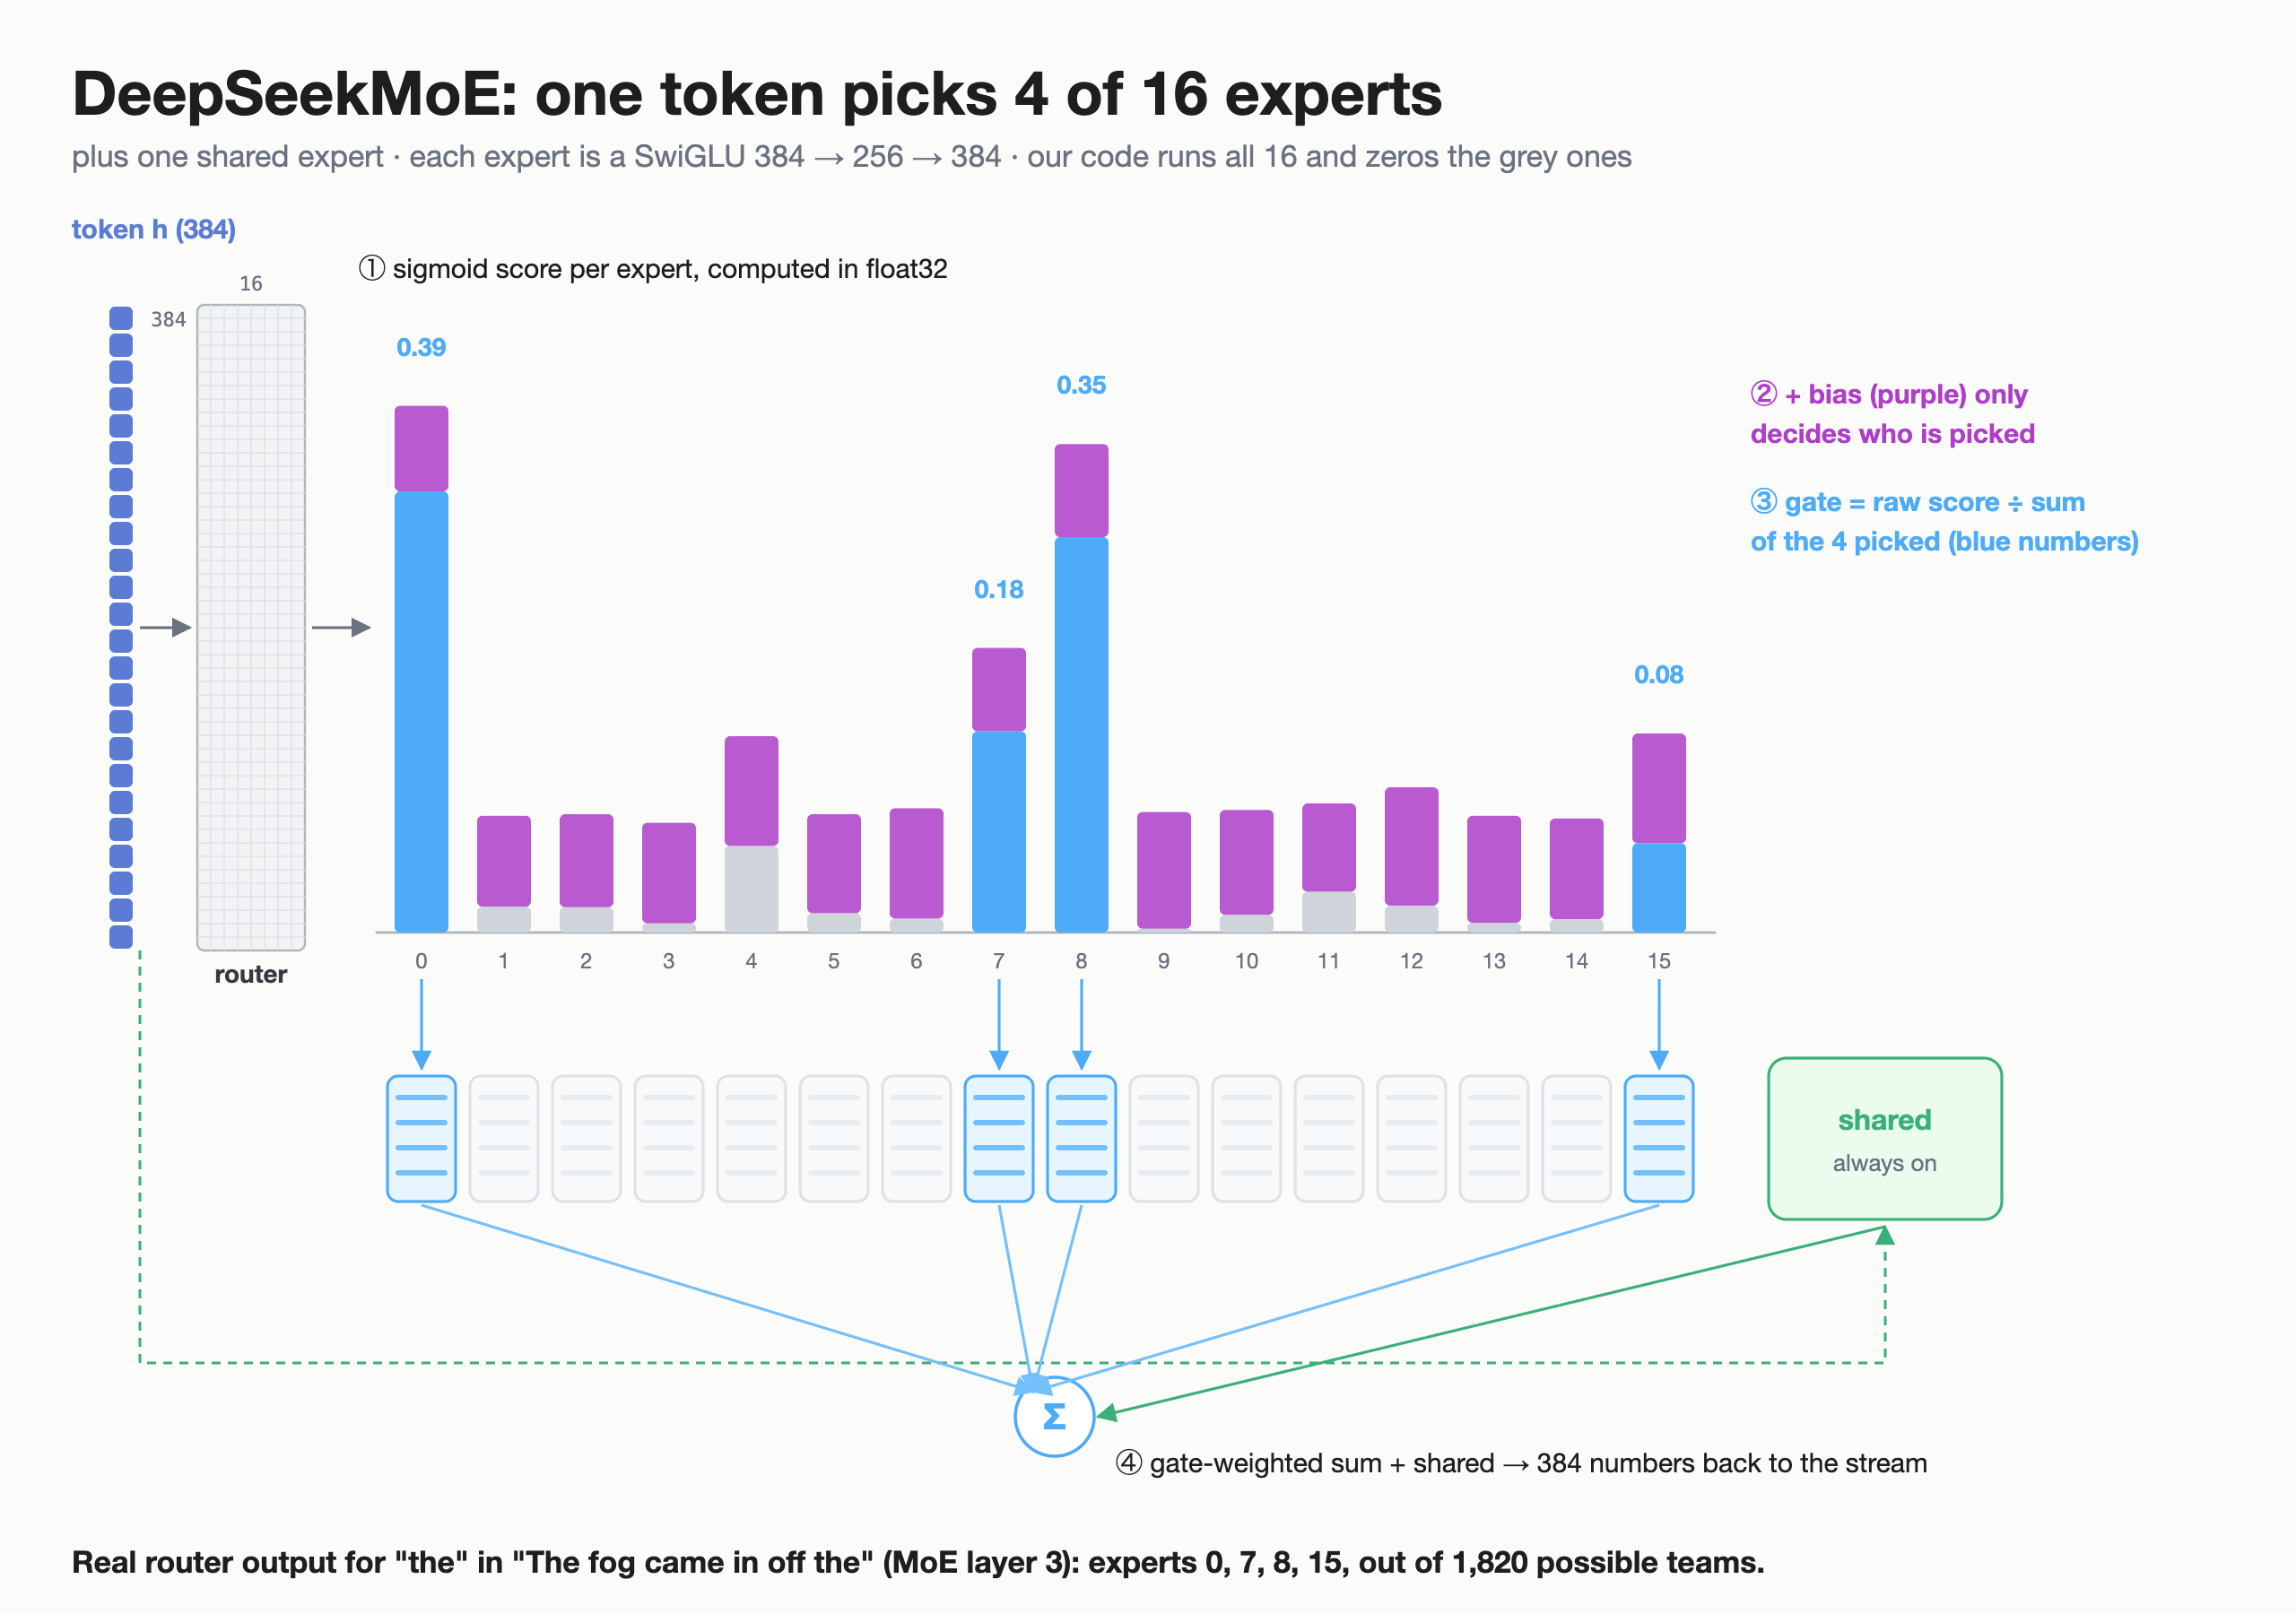 DeepSeekMoE: one token picks 4 of 16 experts
plus one shared expert · each expert is a SwiGLU 384 → 256 → 384 · our code runs all 16 and zeros the grey ones
token h (384)
① sigmoid score per expert, computed in float32
16
384
0.39
0.35
② + bias (purple) only
decides who is picked
③ gate = raw score ÷ sum
of the 4 picked (blue numbers)
0.18
0.08
router
0 1 2 3 4 5 6 7 8 9 10 11 12 13 14 15
shared
always on
Σ
④ gate-weighted sum + shared → 384 numbers back to the stream
Real router output for "the" in "The fog came in off the" (MoE layer 3): experts 0, 7, 8, 15, out of 1,820 possible teams.